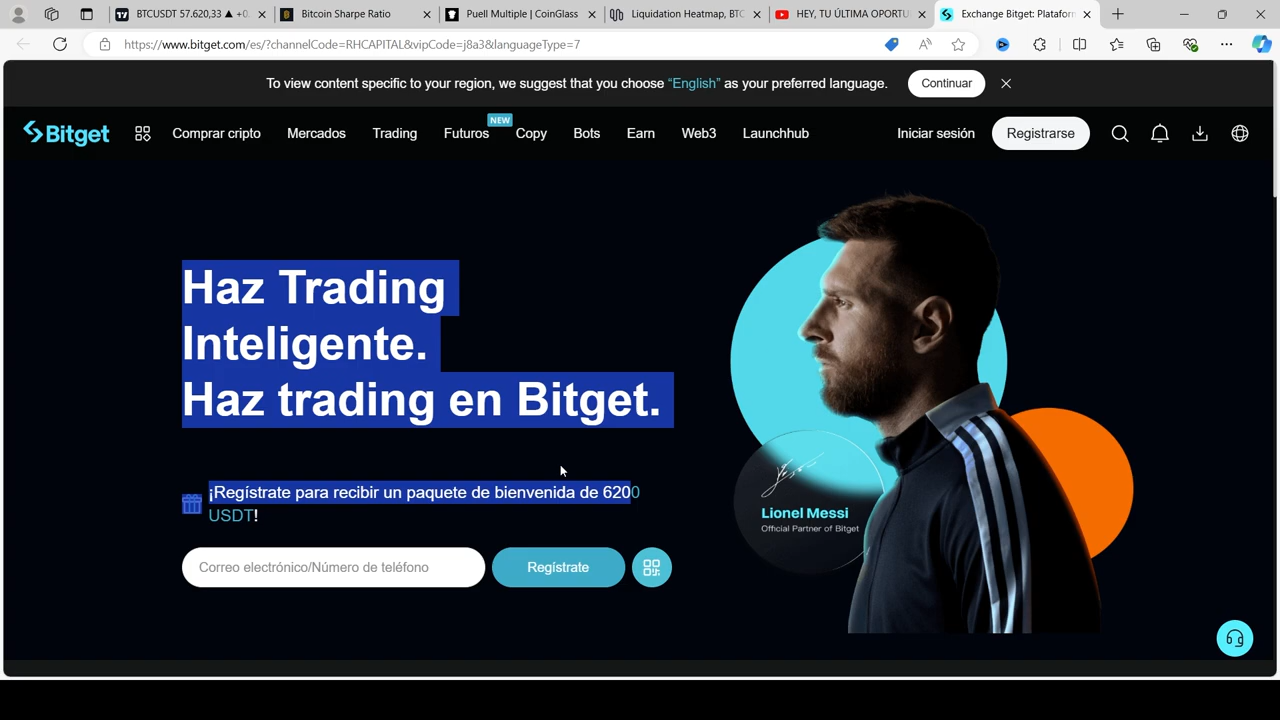 BTCUSDT 57.620,33 ▲ +0.
Bitcoin Sharpe Ratio
Puell Multiple | CoinGlass
Liquidation Heatmap, BTC
HEY, TU ÚLTIMA OPORTU
Exchange Bitget: Platafor
https://www.bitget.com/es/?channelCode=RHCAPITAL&vipCode=j8a3&languageType=7
To view content specific to your region, we suggest that you choose “English” as your preferred language.
Continuar
Bitget
Comprar cripto
Mercados
Trading
Futuros
NEW
Copy
Bots
Earn
Web3
Launchhub
Iniciar sesión
Registrarse
Haz Trading
Inteligente.
Haz trading en Bitget.
¡Regístrate para recibir un paquete de bienvenida de 6200
USDT!
Correo electrónico/Número de teléfono
Regístrate
Lionel Messi
Official Partner of Bitget